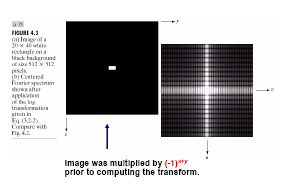 a b
FIGURE 4.3
(a) Image of a
20 × 40 white
rectangle on a
black background
of size 512 × 512
pixels.
(b) Centered
Fourier spectrum
shown after
application
of the log
transformation
given in
Eq. (3.2-2).
Compare with
Fig. 4.2.
Image was multiplied by (-1)x+y
prior to computing the transform.